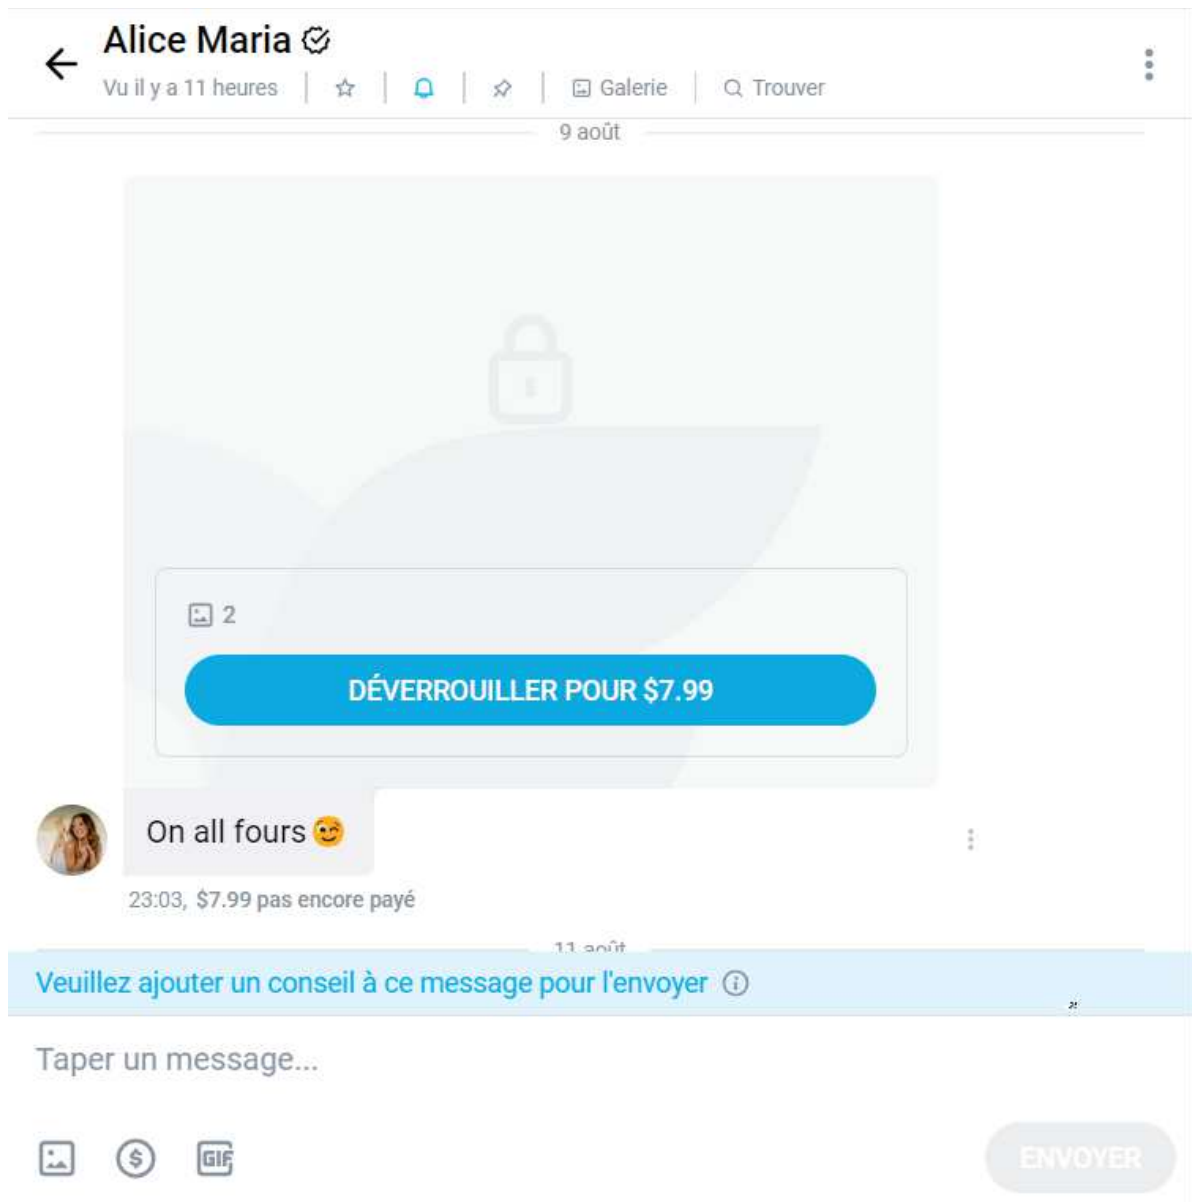 Alice Maria
Vu il y a 11 heures
Galerie
Trouver
9 août
2
DÉVERROUILLER POUR $7.99
On all fours
23:03, $7.99 pas encore payé
11 août
Veuillez ajouter un conseil à ce message pour l'envoyer
Taper un message...
GIF
ENVOYER